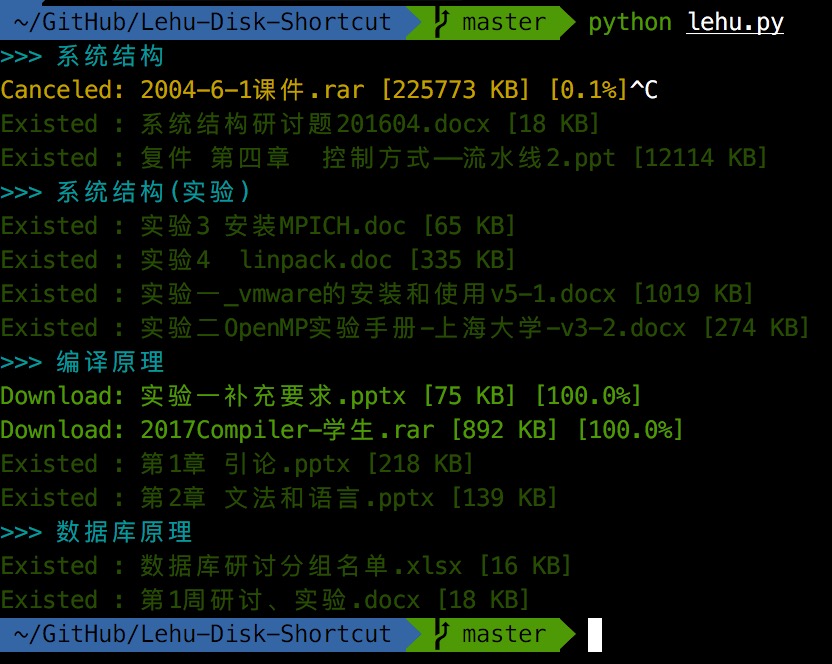 ~/GitHub/Lehu-Disk-Shortcut master python lehu.py
>>> 系统结构
Canceled: 2004-6-1课件.rar [225773 KB] [0.1%]^C
Existed : 系统结构研讨题201604.docx [18 KB]
Existed : 复件 第四章  控制方式——流水线2.ppt [12114 KB]
>>> 系统结构(实验)
Existed : 实验3 安装MPICH.doc [65 KB]
Existed : 实验4  linpack.doc [335 KB]
Existed : 实验一_vmware的安装和使用v5-1.docx [1019 KB]
Existed : 实验二OpenMP实验手册-上海大学-v3-2.docx [274 KB]
>>> 编译原理
Download: 实验一补充要求.pptx [75 KB] [100.0%]
Download: 2017Compiler-学生.rar [892 KB] [100.0%]
Existed : 第1章 引论.pptx [218 KB]
Existed : 第2章 文法和语言.pptx [139 KB]
>>> 数据库原理
Existed : 数据库研讨分组名单.xlsx [16 KB]
Existed : 第1周研讨、实验.docx [18 KB]
~/GitHub/Lehu-Disk-Shortcut master